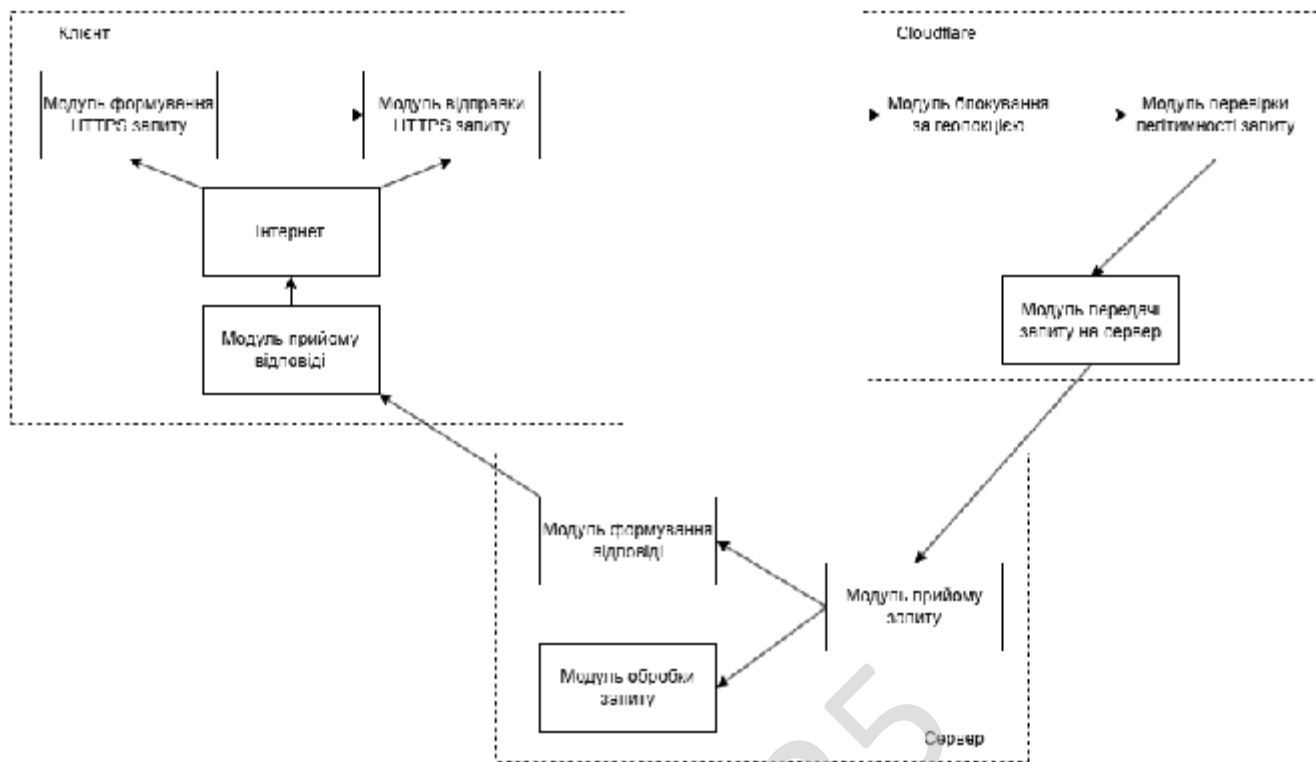 Клієнт
Модуль формування
HTTPS запиту
Модуль відправки
HTTPS запиту
Інтернет
Модуль прийому
відповіді
Cloudflare
Модуль блокування
за геолокцією
Модуль перевірки
легітимності запиту
Модуль передачі
запиту на сервер
Модуль формування
відповіді
Модуль прийому
запиту
Модуль обробки
запиту
Сервер